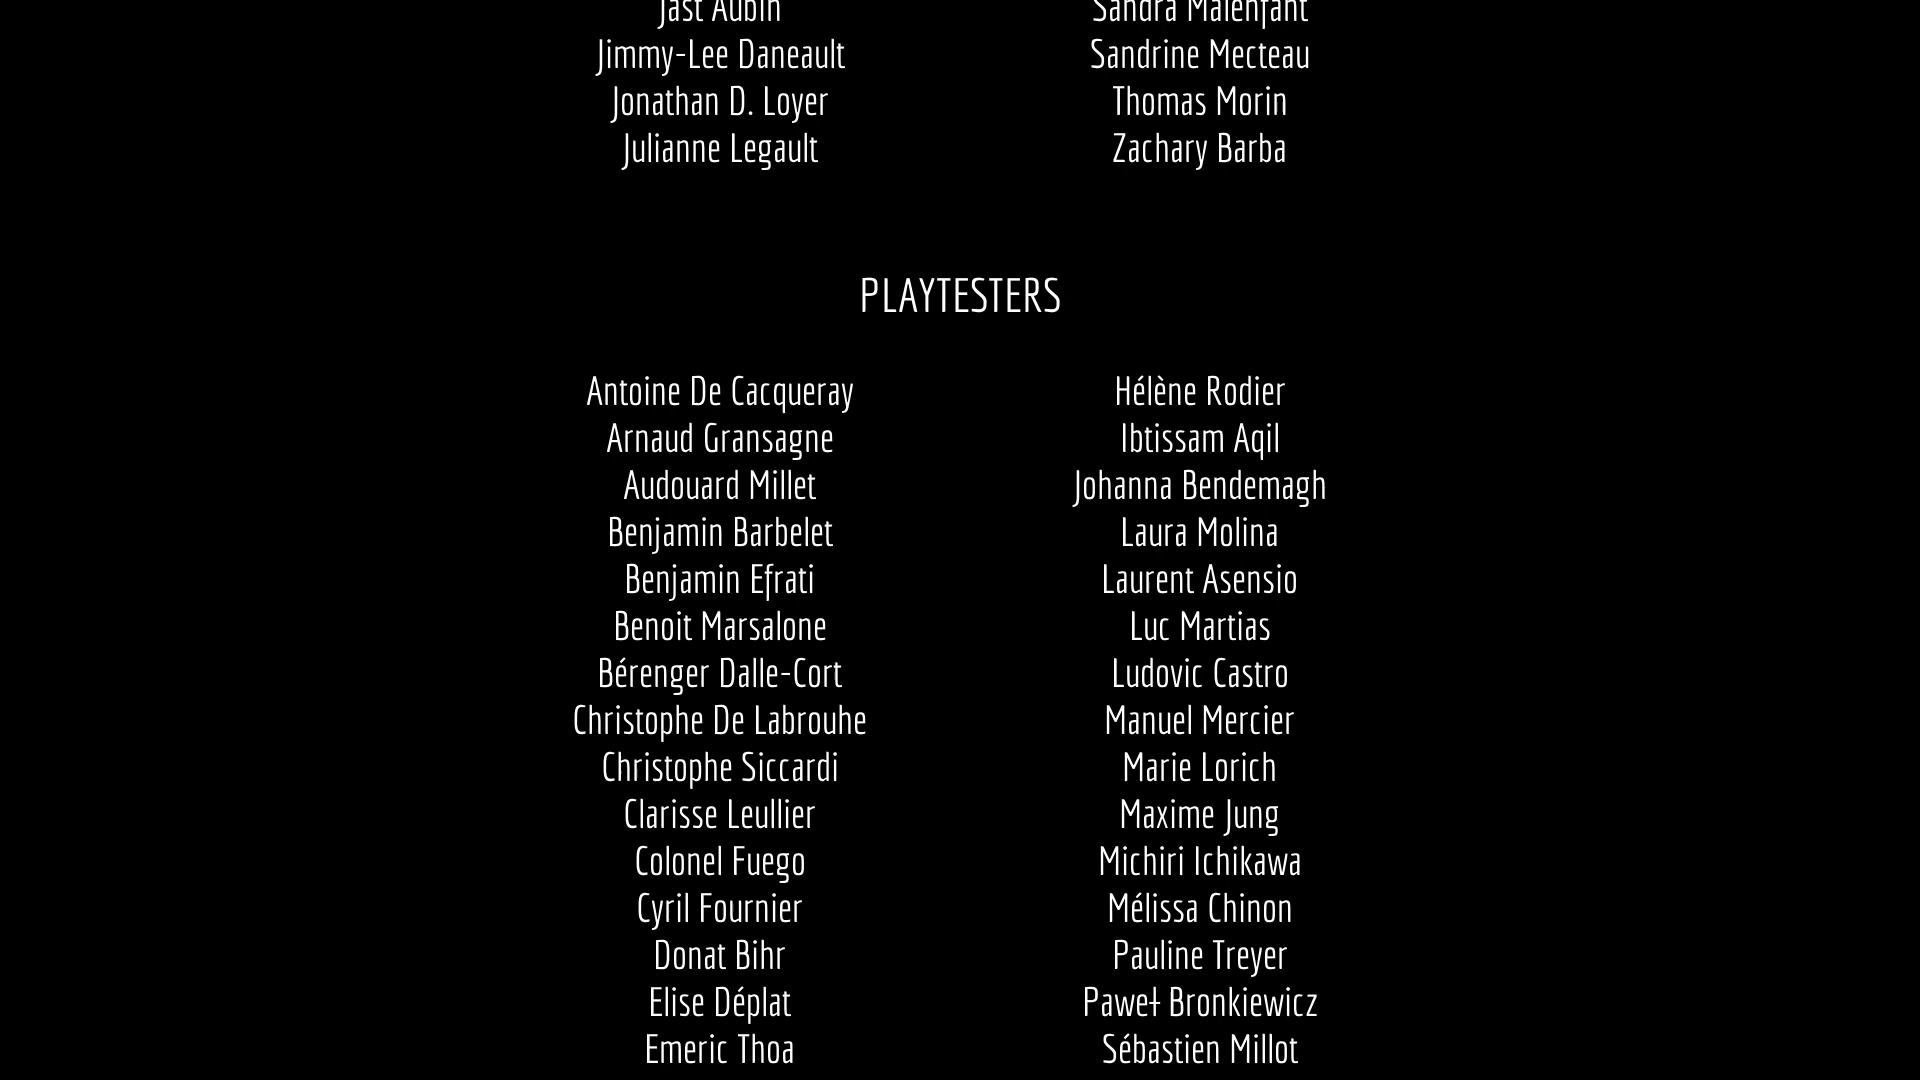 Jast Aubin
Jimmy-Lee Daneault
Jonathan D. Loyer
Julianne Legault
Sandra Malenfant
Sandrine Mecteau
Thomas Morin
Zachary Barba
PLAYTESTERS
Antoine De Cacqueray
Arnaud Gransagne
Audouard Millet
Benjamin Barbelet
Benjamin Efrati
Benoit Marsalone
Bérenger Dalle-Cort
Christophe De Labrouhe
Christophe Siccardi
Clarisse Leullier
Colonel Fuego
Cyril Fournier
Donat Bihr
Elise Déplat
Emeric Thoa
Hélène Rodier
Ibtissam Aqil
Johanna Bendemagh
Laura Molina
Laurent Asensio
Luc Martias
Ludovic Castro
Manuel Mercier
Marie Lorich
Maxime Jung
Michiri Ichikawa
Mélissa Chinon
Pauline Treyer
Paweł Bronkiewicz
Sébastien Millot